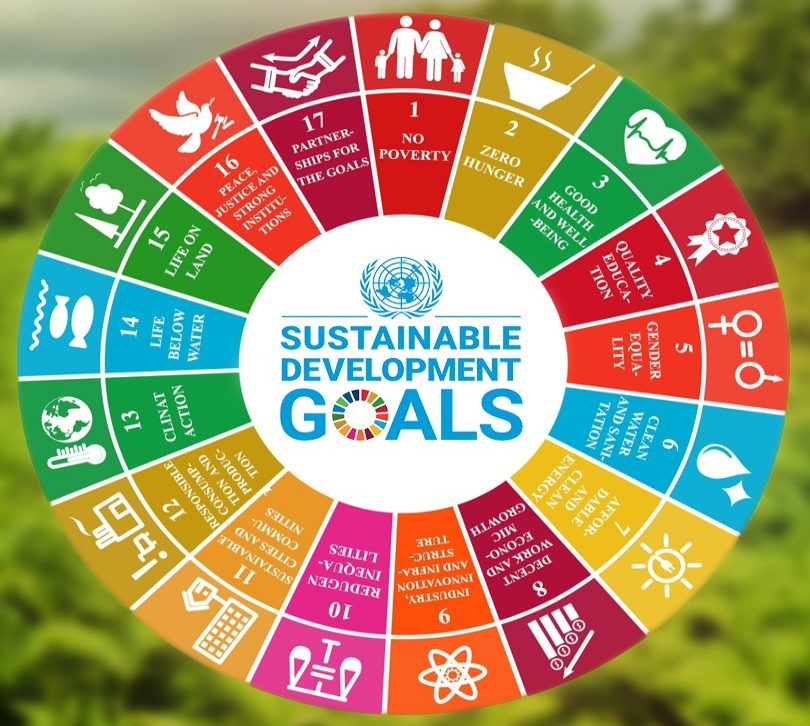 SUSTAINABLE
DEVELOPMENT
GOALS
1
NO
POVERTY
2
ZERO
HUNGER
3
GOOD
HEALTH
AND WELL
-BEING
4
QUALITY
EDUCA-
TION
5
GENDER
EQUA-
LITY
6
CLEAN
WATER
AND SANI-
TATION
7
AFFOR-
DABLE
AND
CLEAN
ENERGY
8
DECENT
WORK AND
ECONO-
MIC
GROWTH
9
INDUSTRY,
INNOVATION
AND INFRA-
STRUC-
TURE
10
REDUGEN
INEQUA-
LITIES
11
SUSTAINABLE
CITIES AND
COMMU-
NITIES
12
RESPONSIBLE
CONSUMP-
TION AND
PRODUC-
TION
13
CLINAT
ACTION
14
LIFE
BELOW
WATER
15
LIFE ON
LAND
16
PEACE,
JUSTICE AND
STRONG
INSTITU-
TIONS
17
PARTNER-
SHIPS FOR
THE GOALS